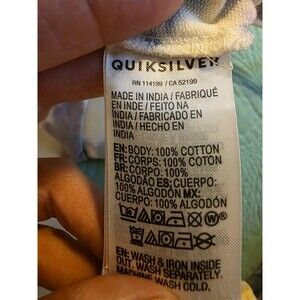 QUIKSILVER
RN 114199 / CA 52199
MADE IN INDIA / FABRIQUÉ
EN INDE / FEITO NA
INDIA / FABRICADO EN
INDIA / HECHO EN
INDIA
EN: BODY: 100% COTTON
FR: CORPS: 100% COTON
BR: CORPO: 100%
ALGODAO ES: CUERPO:
100% ALGODÓN MX:
CUERPO: 100% ALGODÓN
EN: WASH & IRON INSIDE
OUT. WASH SEPARATELY.
MACHINE WASH COLD.